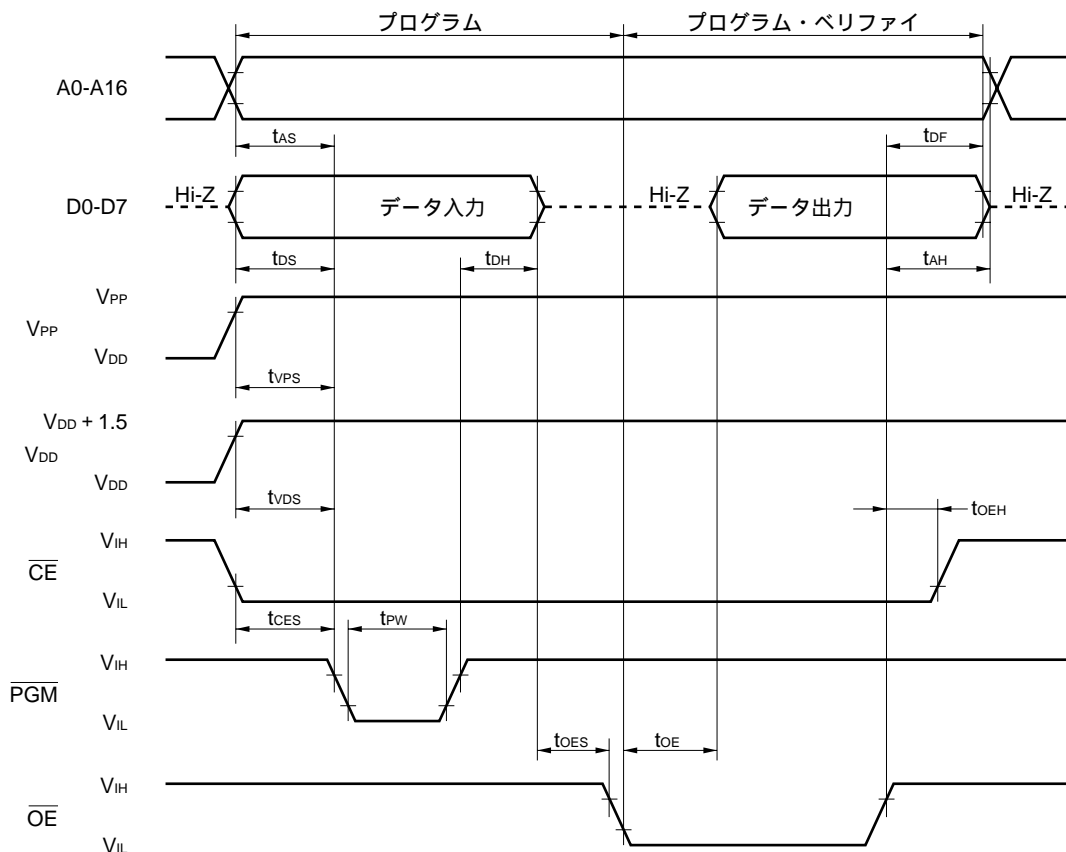 プログラム プログラム・ベリファイ
A0-A16
tAS tDF
D0-D7 Hi-Z データ入力 Hi-Z データ出力 Hi-Z
tDS tDH tAH
VPP
VPP
VDD
tVPS
VDD + 1.5
VDD
VDD
tVDS tOEH
VIH
CE
VIL
tCES tPW
VIH
PGM
VIL
tOES tOE
VIH
OE
VIL